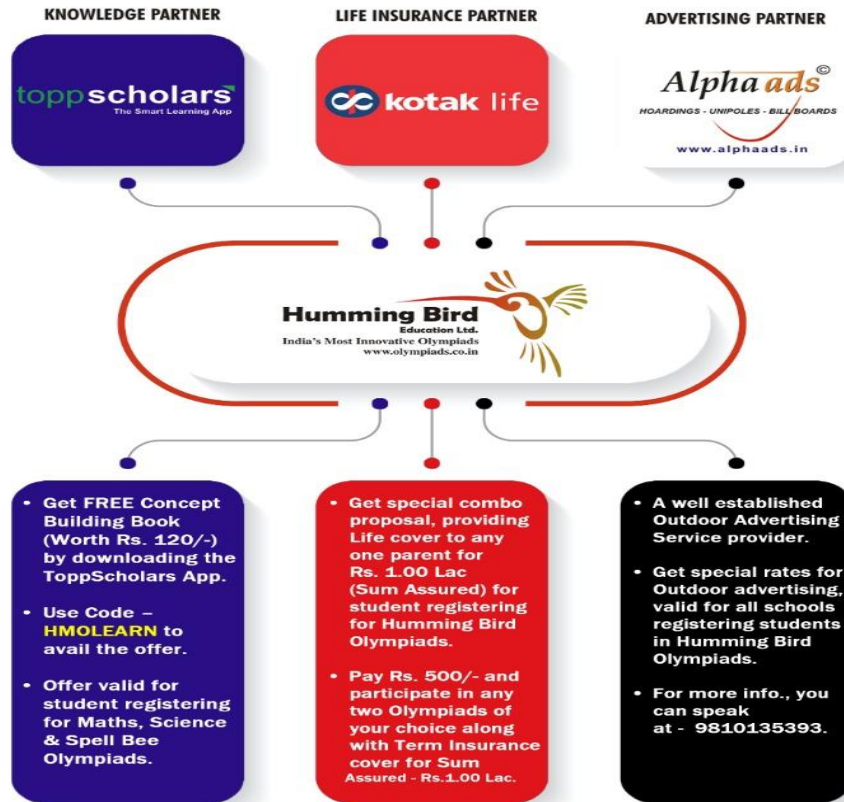 KNOWLEDGE PARTNER
LIFE INSURANCE PARTNER
ADVERTISING PARTNER
toppscholars
The Smart Learning App
kotak life
Alpha ads©
HOARDINGS - UNIPOLES - BILL BOARDS
www.alphaads.in
Humming Bird
Education Ltd.
India's Most Innovative Olympiads
www.olympiads.co.in
• Get FREE Concept
Building Book
(Worth Rs. 120/-)
by downloading the
ToppScholars App.
• Use Code –
HMOLEARN to
avail the offer.
• Offer valid for
student registering
for Maths, Science
& Spell Bee
Olympiads.
• Get special combo
proposal, providing
Life cover to any
one parent for
Rs. 1.00 Lac
(Sum Assured) for
student registering
for Humming Bird
Olympiads.
• Pay Rs. 500/- and
participate in any
two Olympiads of
your choice along
with Term Insurance
cover for Sum
Assured - Rs.1.00 Lac.
• A well established
Outdoor Advertising
Service provider.
• Get special rates for
Outdoor advertising,
valid for all schools
registering students
in Humming Bird
Olympiads.
• For more info., you
can speak
at - 9810135393.